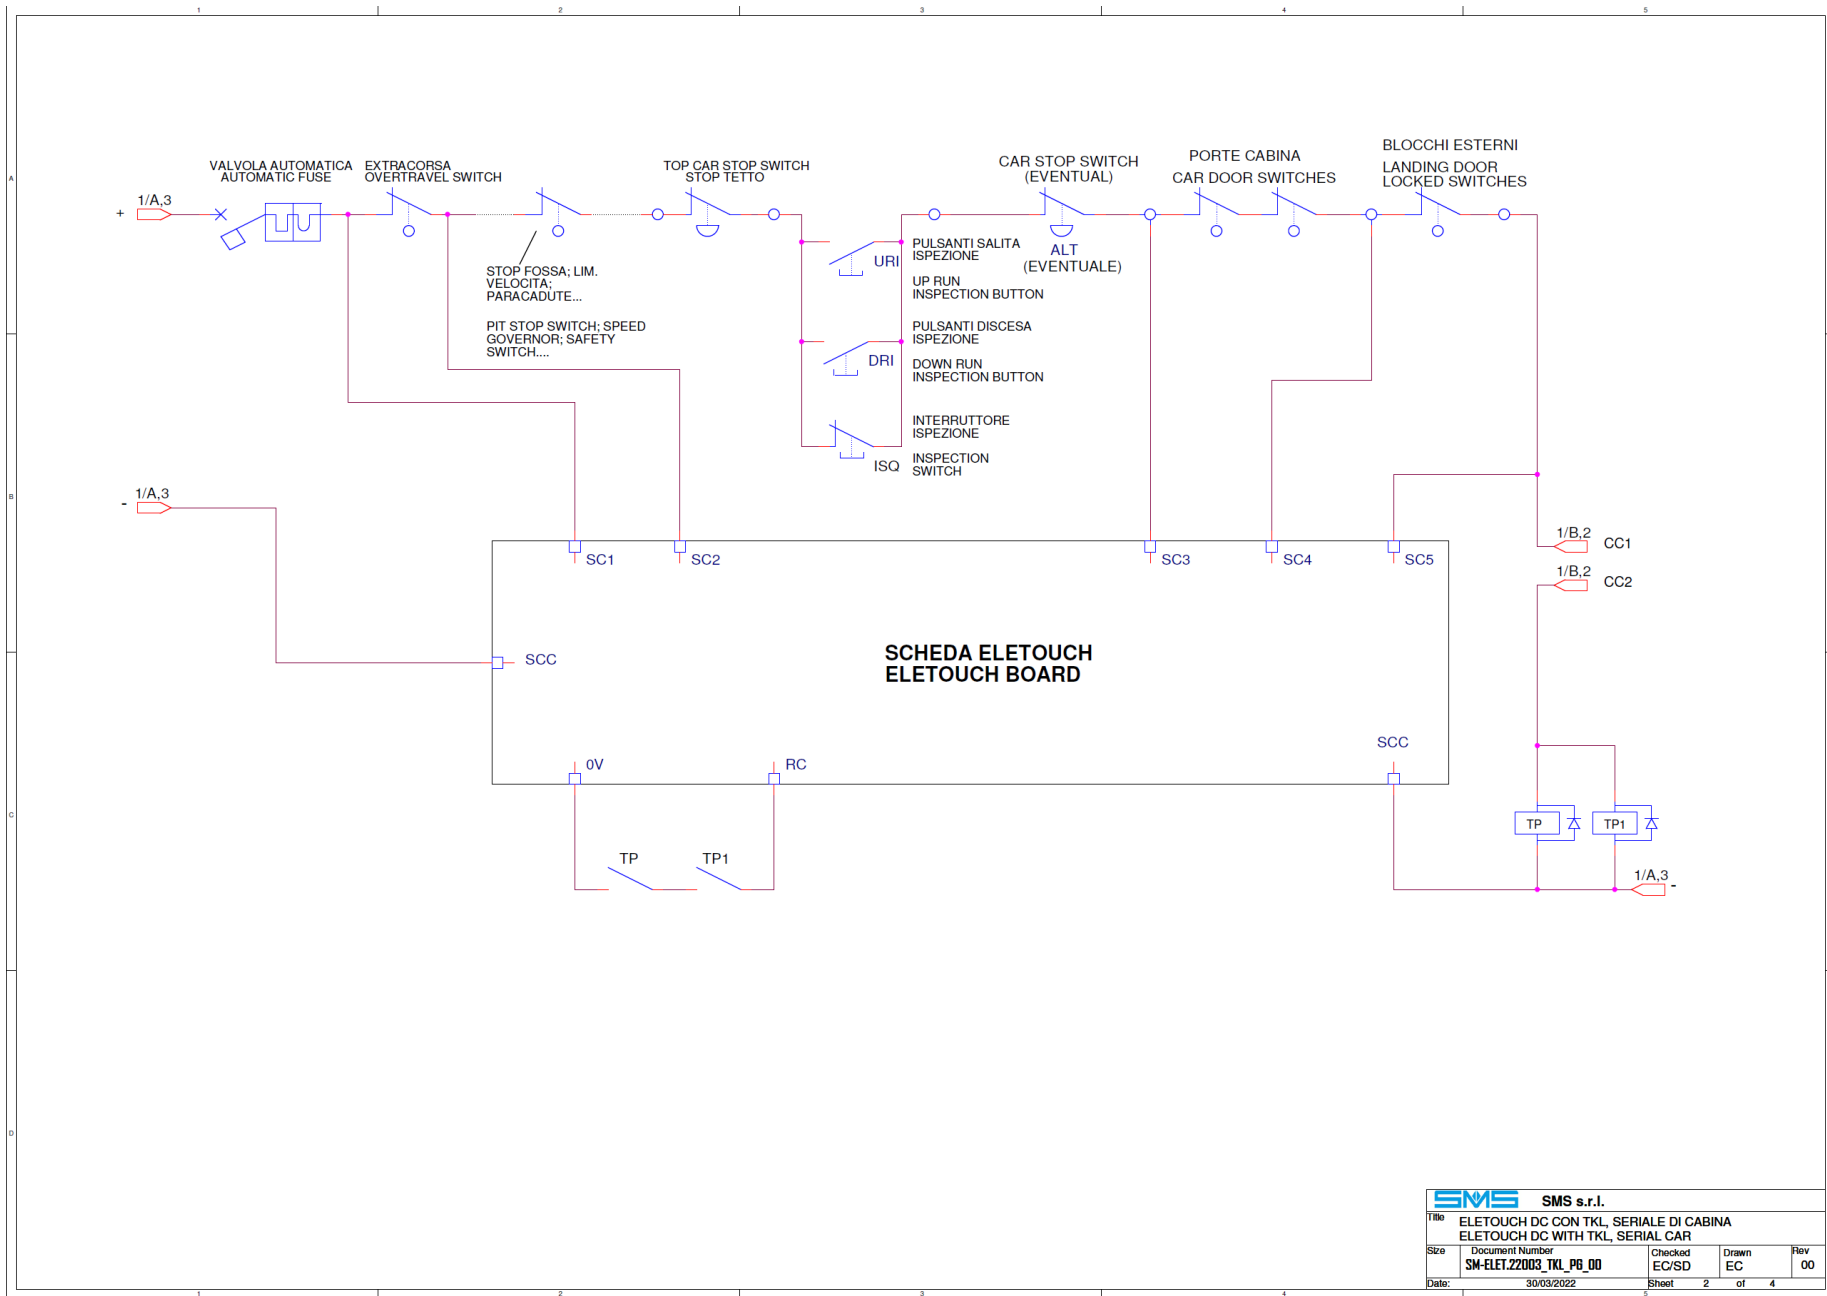 1
2
3
4
5
A
B
C
D
VALVOLA AUTOMATICA
AUTOMATIC FUSE
EXTRACORSA
OVERTRAVEL SWITCH
TOP CAR STOP SWITCH
STOP TETTO
CAR STOP SWITCH
(EVENTUAL)
PORTE CABINA
CAR DOOR SWITCHES
BLOCCHI ESTERNI
LANDING DOOR
LOCKED SWITCHES
+
1/A,3
STOP FOSSA; LIM.
VELOCITA;
PARACADUTE...
PIT STOP SWITCH; SPEED
GOVERNOR; SAFETY
SWITCH....
URI
PULSANTI SALITA
ISPEZIONE
UP RUN
INSPECTION BUTTON
ALT
(EVENTUALE)
DRI
PULSANTI DISCESA
ISPEZIONE
DOWN RUN
INSPECTION BUTTON
ISQ
INTERRUTTORE
ISPEZIONE
INSPECTION
SWITCH
-
1/A,3
SC1
SC2
SC3
SC4
SC5
1/B,2
CC1
1/B,2
CC2
SCC
SCHEDA ELETOUCH
ELETOUCH BOARD
SCC
0V
RC
TP
TP1
TP
TP1
1/A,3
-
SMS
SMS s.r.l.
Title
ELETOUCH DC CON TKL, SERIALE DI CABINA
ELETOUCH DC WITH TKL, SERIAL CAR
Size
Document Number
SM-ELET.22003_TKL_PG_00
Checked
EC/SD
Drawn
EC
Rev
00
Date:
30/03/2022
Sheet
2
of
4
1
2
3
4
5